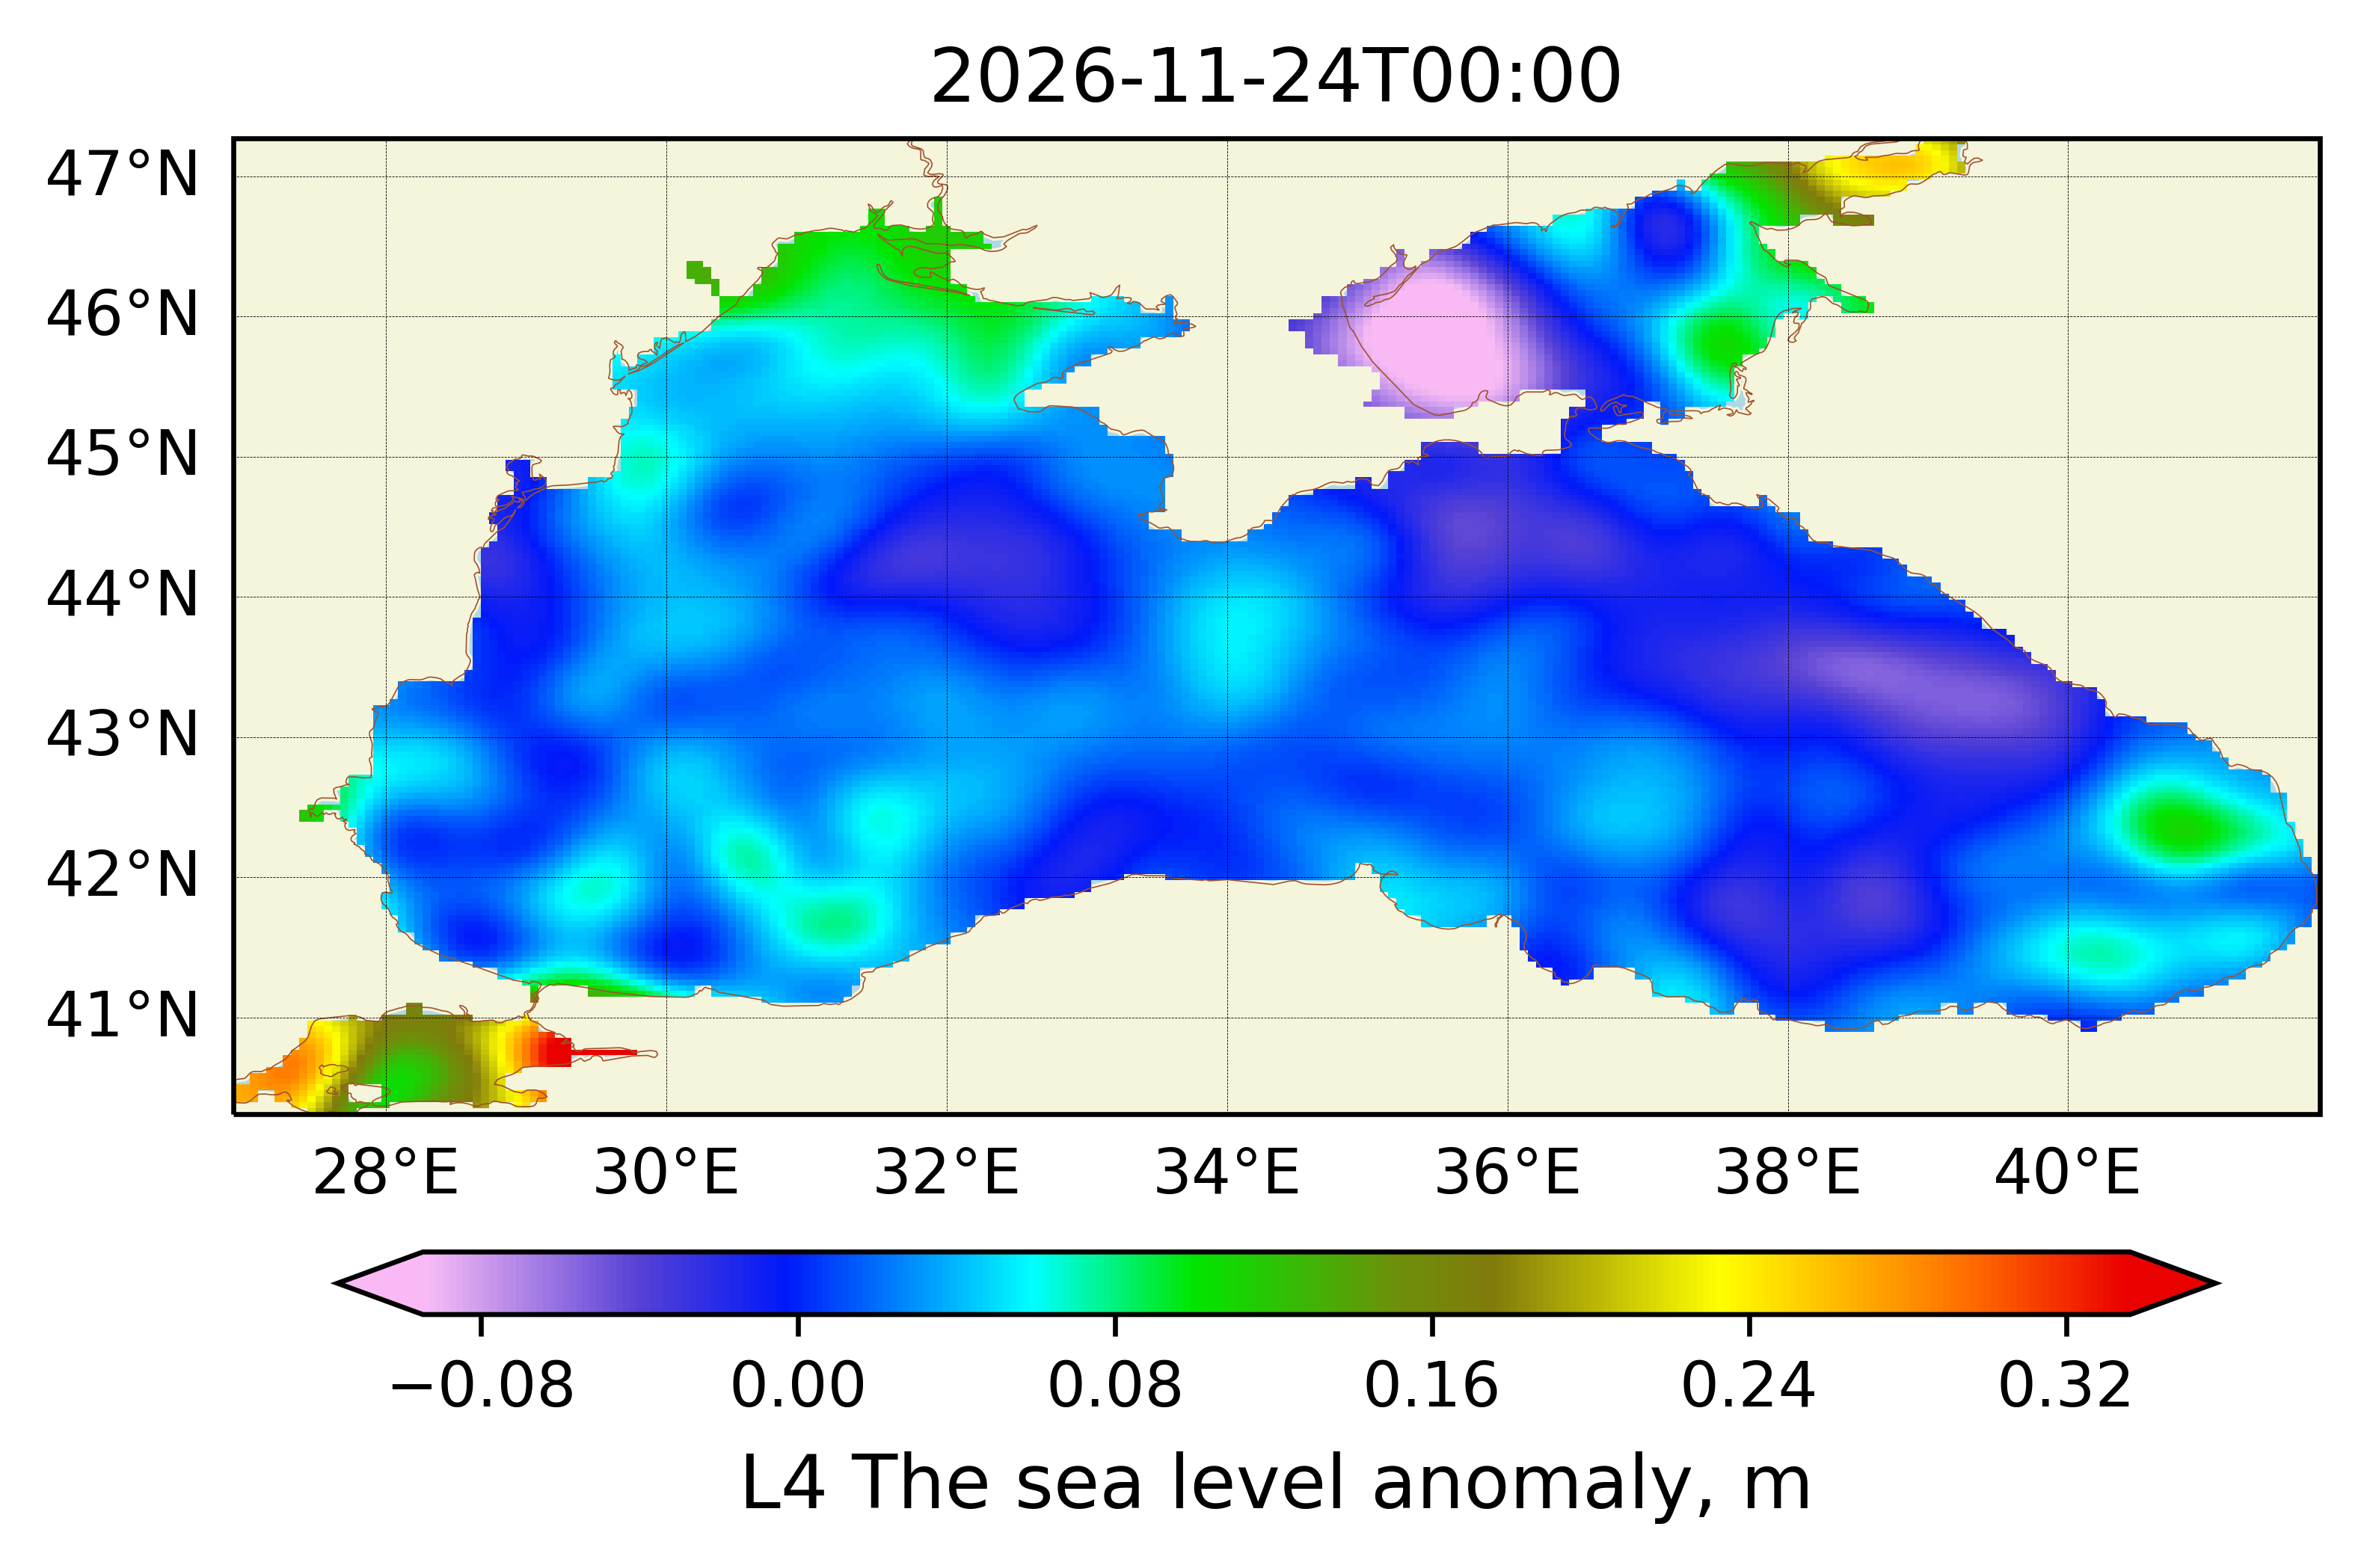 2026-11-24T00:00
47°N
46°N
45°N
44°N
43°N
42°N
41°N
28°E 30°E 32°E 34°E 36°E 38°E 40°E
−0.08 0.00 0.08 0.16 0.24 0.32
L4 The sea level anomaly, m